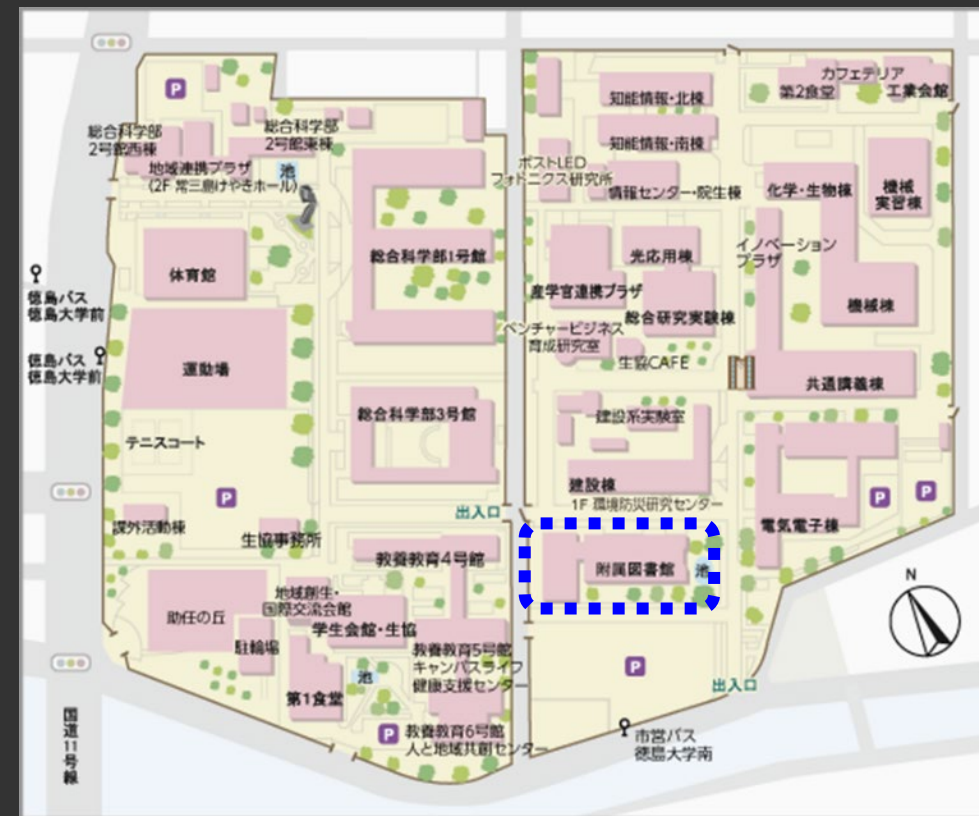 P
総合科学部
2号館西棟
総合科学部
2号館東棟
地域連携プラザ
(2F 常三島けやきホール)
池
体育館
総合科学部1号館
徳島バス
徳島大学前
徳島バス
徳島大学前
運動場
総合科学部3号館
テニスコート
P
課外活動棟
生協事務所
出入口
教養教育4号館
助任の丘
地域創生・
国際交流会館
学生会館・生協
駐輪場
教養教育5号館
キャンパスライフ
健康支援センター
池
第1食堂
P
教養教育6号館
人と地域共創センター
国道11号線
知能情報・北棟
カフェテリア
第2食堂
工業会館
知能情報・南棟
ポストLED
フォトニクス研究所
情報センター・院生棟
化学・生物棟
機械
実習棟
光応用棟
イノベーション
プラザ
産学官連携プラザ
総合研究実験棟
機械棟
ベンチャービジネス
育成研究室
生協CAFE
共通講義棟
建設系実験室
建設棟
1F 環境防災研究センター
P
P
電気電子棟
附属図書館
池
N
P
出入口
市営バス
徳島大学南